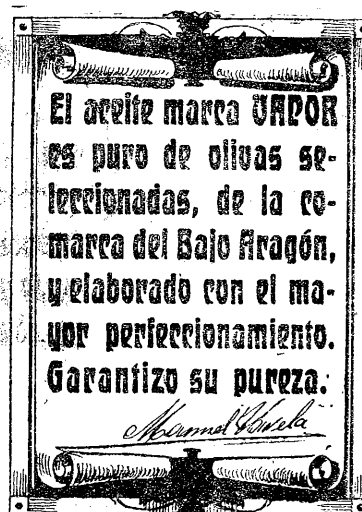 El aceite marca VAPOR
es puro de olivas se-
leccionadas, de la co-
marca del Bajo Aragón,
y elaborado con el ma-
yor perfeccionamiento.
Garantizo su pureza.
Manuel